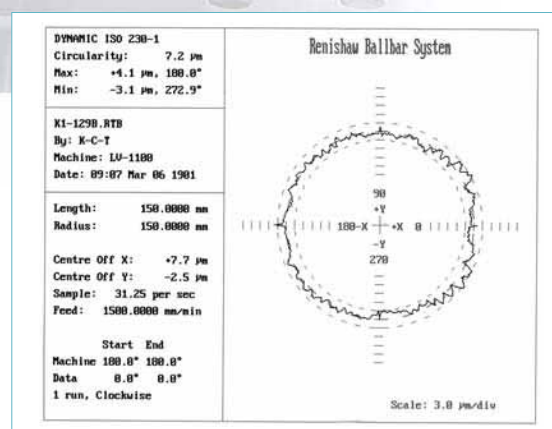 DYNAMIC ISO 230-1
Circularity: 7.2 µm
Max: +4.1 µm, 180.0°
Min: -3.1 µm, 272.9°
K1-129B.RTB
By: K-C-T
Machine: LV-1100
Date: 09:07 Mar 06 1901
Length: 150.0000 mm
Radius: 150.0000 mm
Centre Off X: +7.7 µm
Centre Off Y: -2.5 µm
Sample: 31.25 per sec
Feed: 1500.0000 mm/min
Start End
Machine 180.0° 180.0°
Data 0.0° 0.0°
1 run, Clockwise
Renishaw Ballbar System
90
+Y
180-X +X 0
-Y
270
Scale: 3.0 µm/div